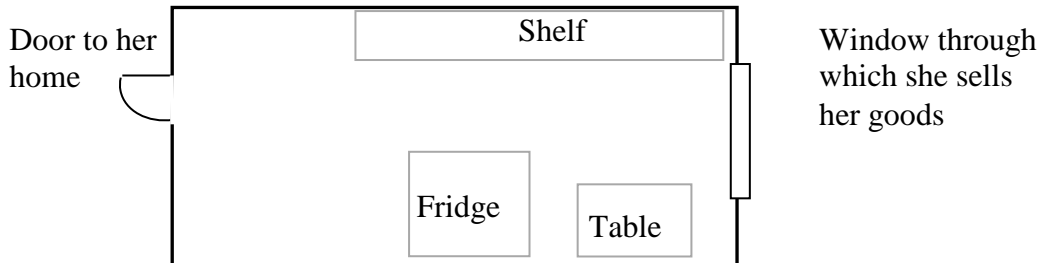 Shelf
Door to her
home
Window through
which she sells
her goods
Fridge
Table